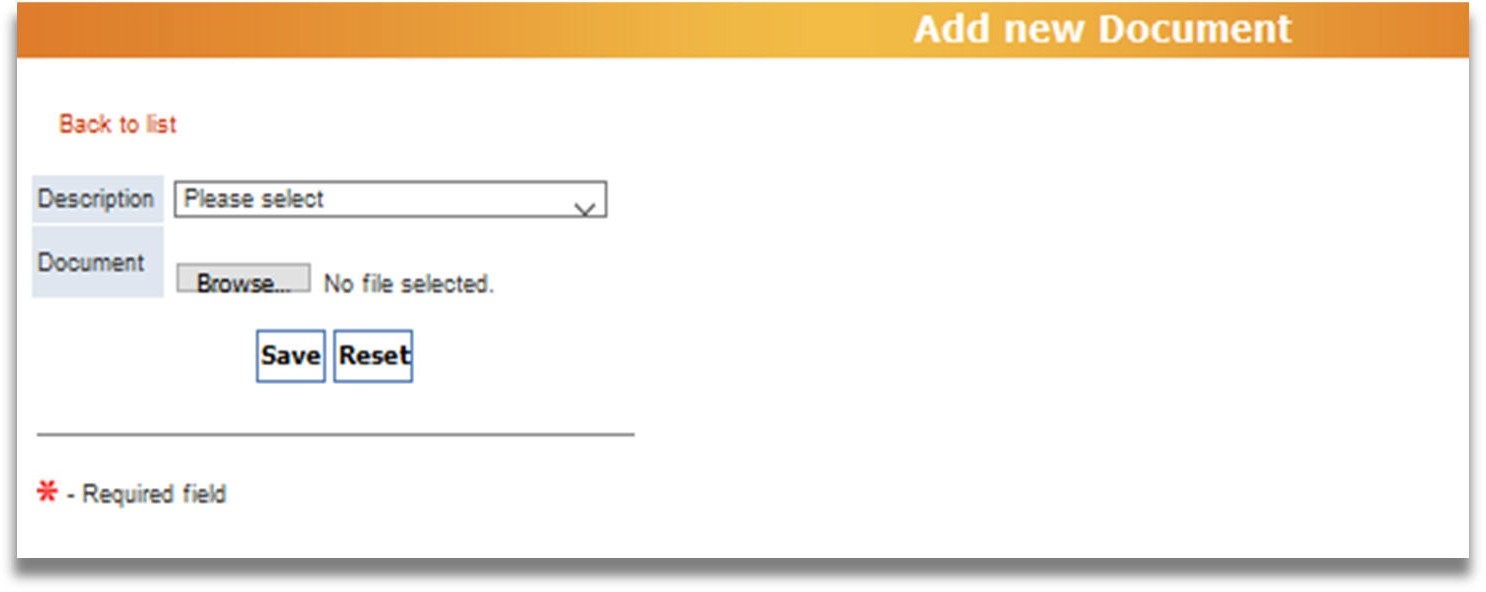 Add new Document
Back to list
Description Please select
Document Browse... No file selected.
Save Reset
* - Required field